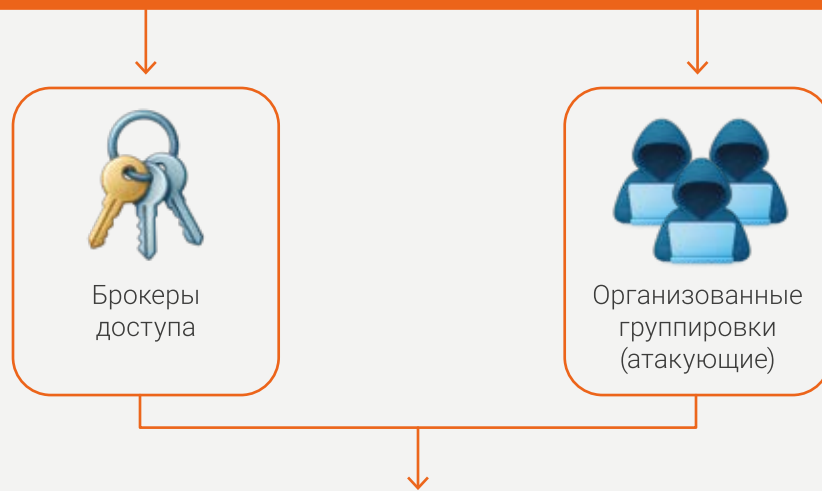 Брокеры
доступа
Организованные
группировки
(атакующие)